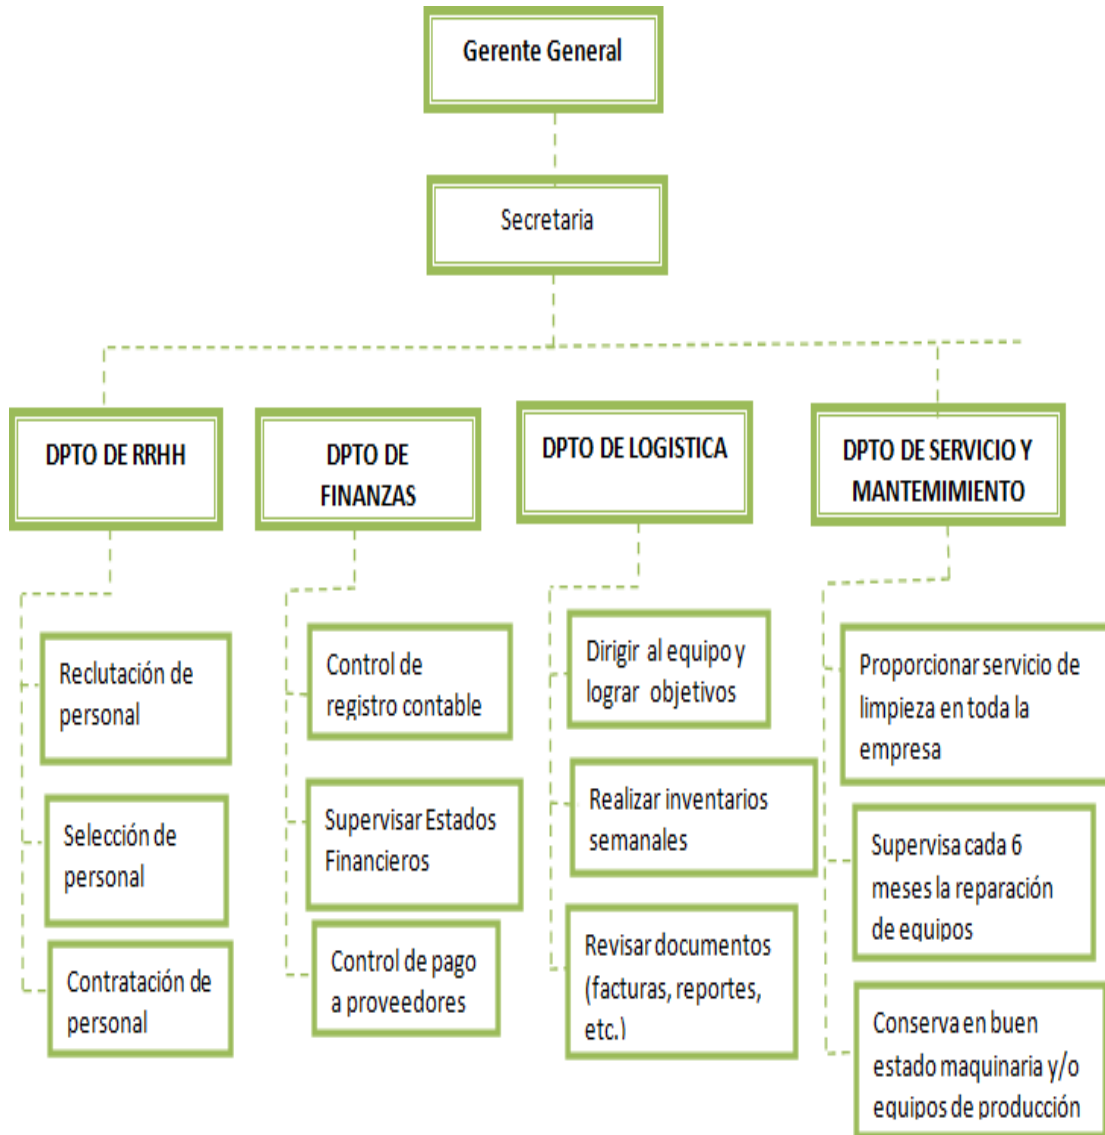 Gerente General
Secretaria
DPTO DE RRHH
DPTO DE
FINANZAS
DPTO DE LOGISTICA
DPTO DE SERVICIO Y
MANTEMIMIENTO
Reclutación de
personal
Selección de
personal
Contratación de
personal
Control de
registro contable
Supervisar Estados
Financieros
Control de pago
a proveedores
Dirigir al equipo y
lograr objetivos
Realizar inventarios
semanales
Revisar documentos
(facturas, reportes,
etc.)
Proporcionar servicio de
limpieza en toda la
empresa
Supervisa cada 6
meses la reparación
de equipos
Conserva en buen
estado maquinaria y/o
equipos de producción